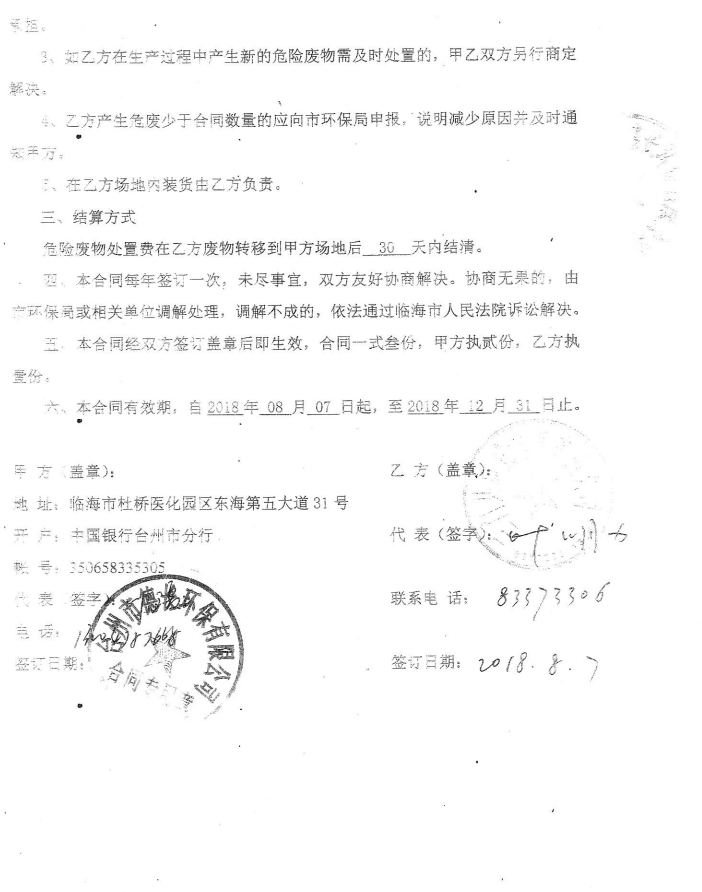 承担。
3、如乙方在生产过程中产生新的危险废物需及时处置的，甲乙双方另行商定
解决。
4、乙方产生危废少于合同数量的应向市环保局申报，说明减少原因并及时通
知甲方。
5、在乙方场地内装货由乙方负责。
三、结算方式
危险废物处置费在乙方废物转移到甲方场地后 30 天内结清。
四、本合同每年签订一次，未尽事宜，双方友好协商解决。协商无果的，由
市环保局或相关单位调解处理，调解不成的，依法通过临海市人民法院诉讼解决。
五、本合同经双方签订盖章后即生效，合同一式叁份，甲方执贰份，乙方执
壹份。
六、本合同有效期，自 2018 年 08 月 07 日起，至 2018 年 12 月 31 日止。
甲 方（盖章）：
地 址：临海市杜桥医化园区东海第五大道 31 号
开 户：中国银行台州市分行
帐 号：350658335305
代 表（签字）：
电 话：
签订日期：
台州市德长环保有限公司
合同专用章
乙 方（盖章）：
代 表（签字）：
联系电 话： 83373306
签订日期： 2018.8.7